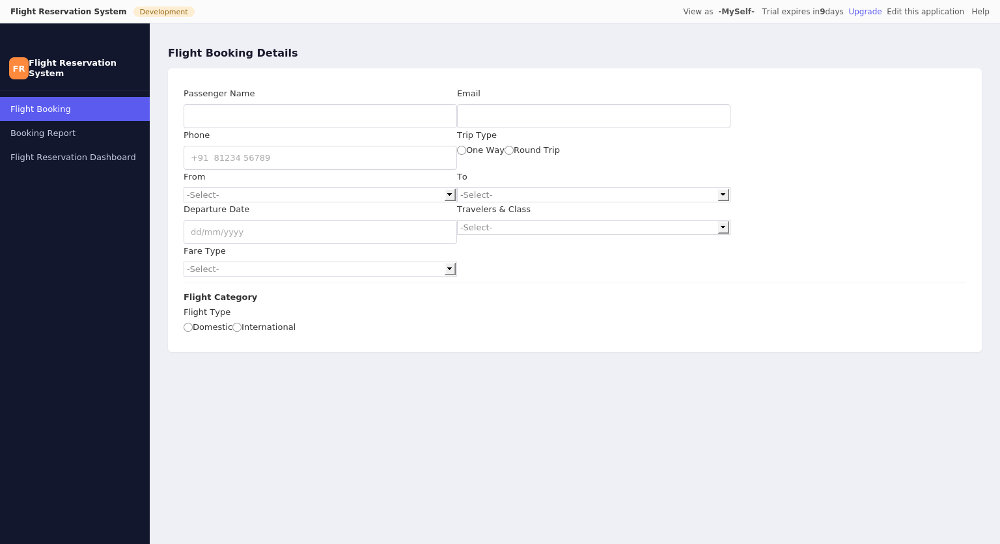 Flight Reservation System Development View as -MySelf- Trial expires in9days Upgrade Edit this application Help
FR Flight Reservation
System
Flight Booking
Booking Report
Flight Reservation Dashboard
Flight Booking Details
Passenger Name Email
Phone Trip Type
+91 81234 56789 One Way Round Trip
From To
-Select- -Select-
Departure Date Travelers & Class
dd/mm/yyyy -Select-
Fare Type
-Select-
Flight Category
Flight Type
Domestic International